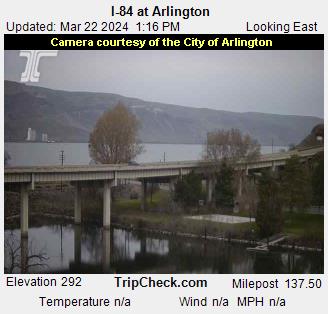 I-84 at Arlington
Updated: Mar 22 2024 1:16 PM Looking East
Camera courtesy of the City of Arlington
Elevation 292 TripCheck.com Milepost 137.50
Temperature n/a Wind n/a MPH n/a